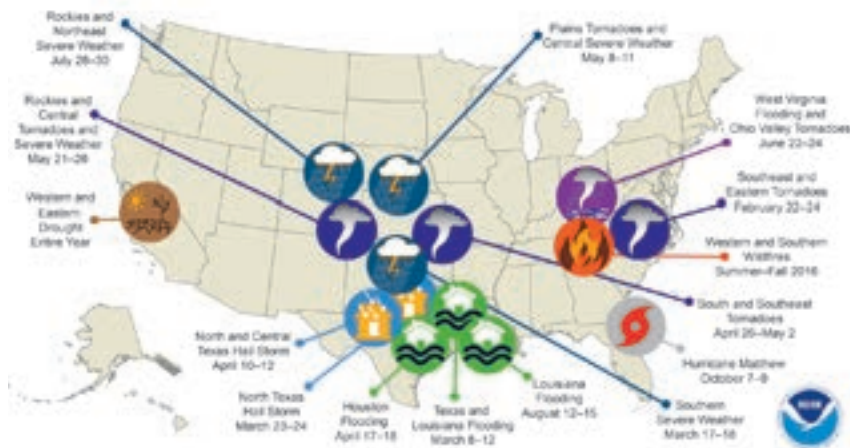 Rockies and
Northeast
Severe Weather
July 28–30
Plains Tornadoes and
Central Severe Weather
May 8–11
Rockies and
Central
Tornadoes and
Severe Weather
May 21–26
West Virginia
Flooding and
Ohio Valley Tornadoes
June 22–24
Western and
Eastern
Drought
Entire Year
Southeast and
Eastern Tornadoes
February 22–24
Western and Southern
Wildfires
Summer–Fall 2016
South and Southeast
Tornadoes
April 26–May 2
North and Central
Texas Hail Storm
April 10–12
Hurricane Matthew
October 7–9
North Texas
Hail Storm
March 23–24
Houston
Flooding
April 17–18
Texas and
Louisiana Flooding
March 8–12
Louisiana
Flooding
August 12–15
Southern
Severe Weather
March 17–18
NOAA